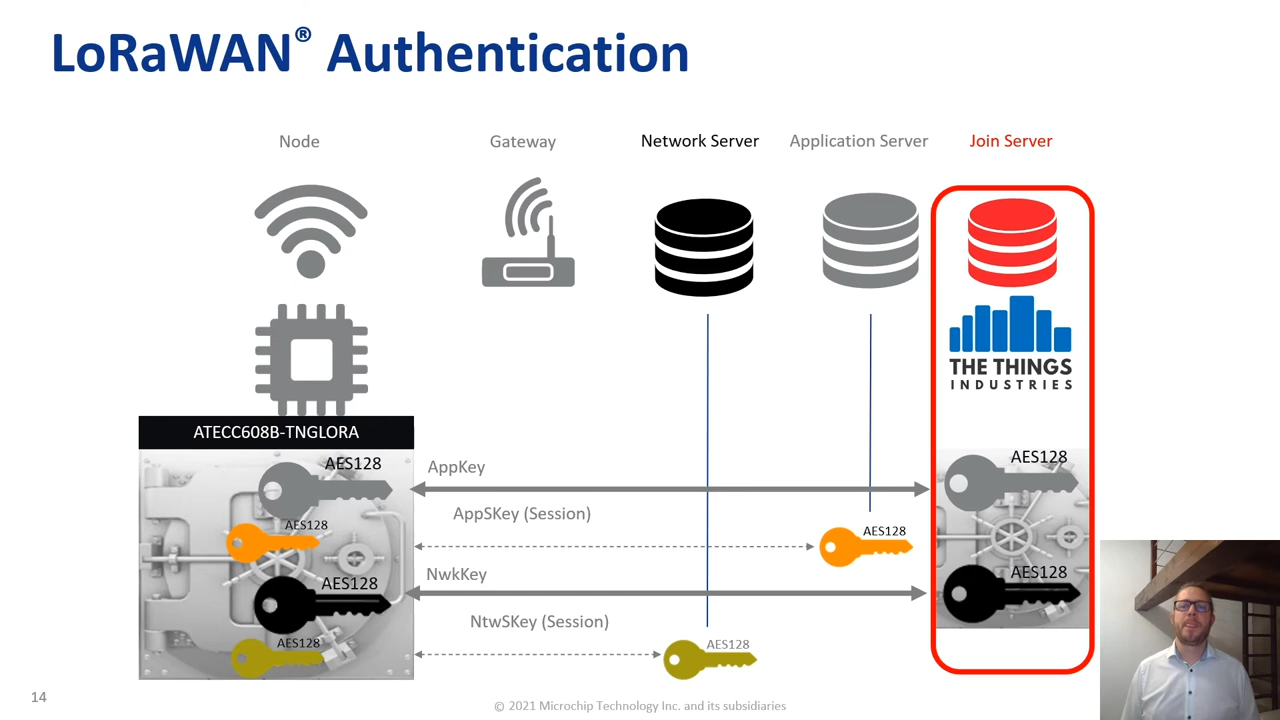 LoRaWAN® Authentication
Node
Gateway
Network Server
Application Server
Join Server
THE THINGS
INDUSTRIES
ATECC608B-TNGLORA
AES128
AppKey
AES128
AppSKey (Session)
AES128
AES128
NwkKey
AES128
AES128
NtwSKey (Session)
AES128
AES128
14
© 2021 Microchip Technology Inc. and its subsidiaries